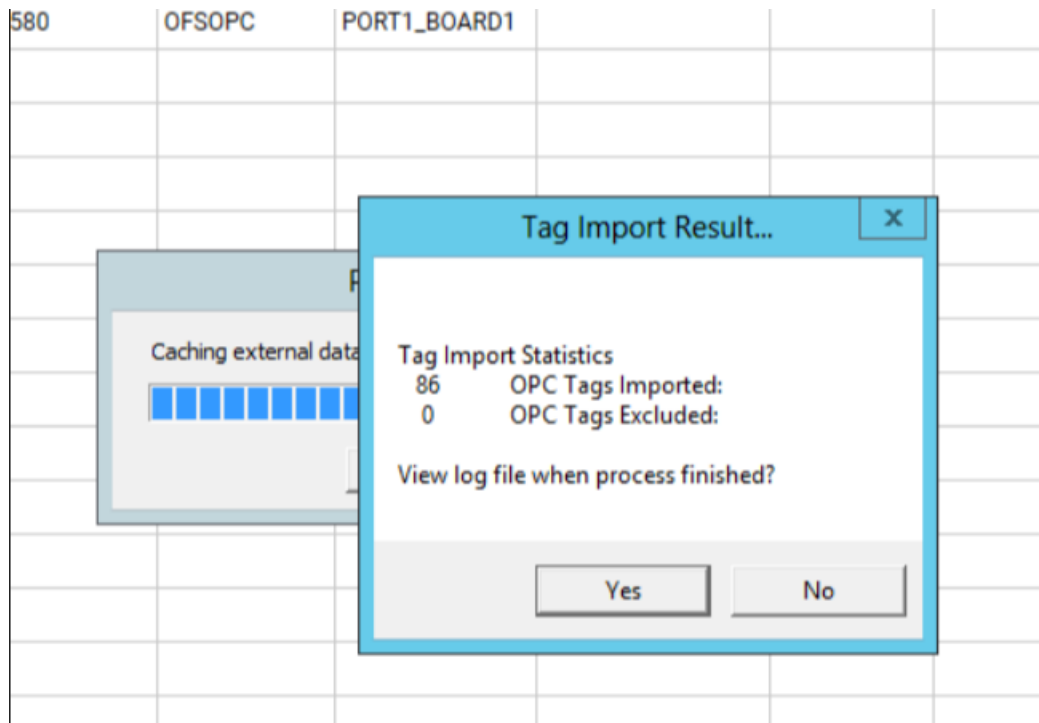 580 OFSOPC PORT1_BOARD1
Tag Import Result...
x
Caching external data
Tag Import Statistics
86 OPC Tags Imported:
0 OPC Tags Excluded:
View log file when process finished?
Yes No